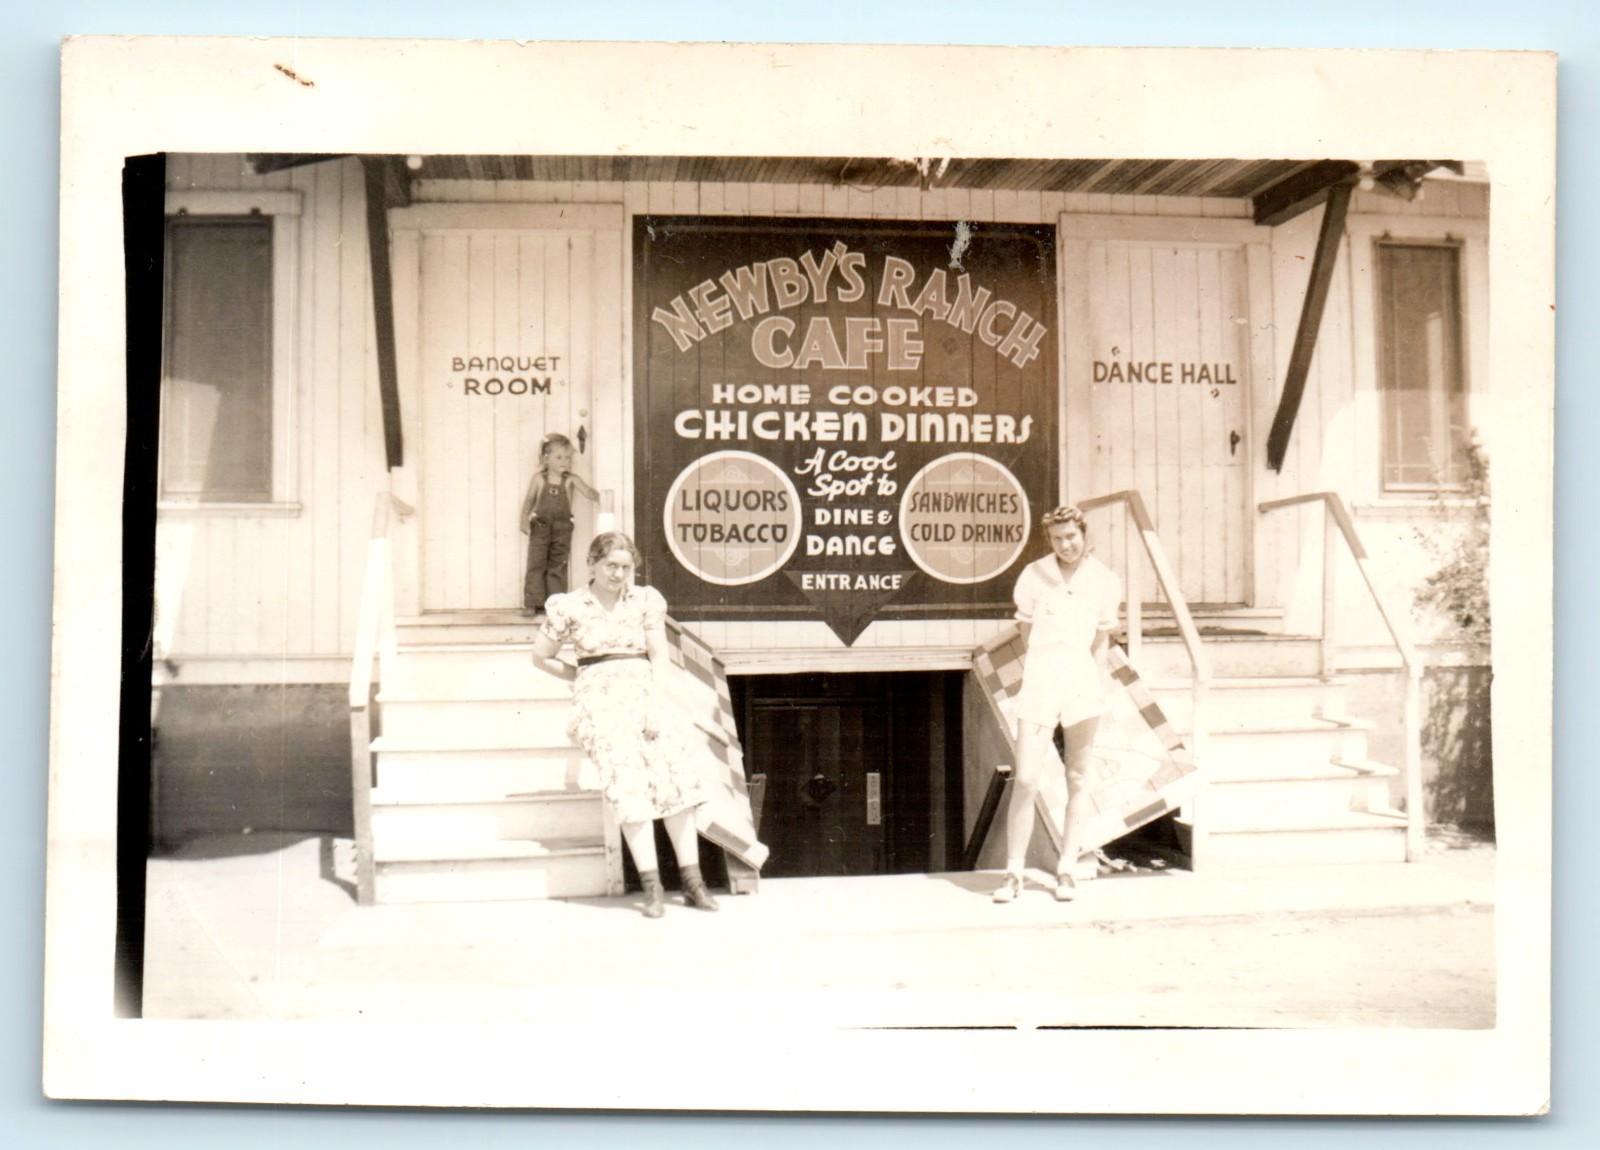 NEWBY'S RANCH
CAFE
HOME COOKED
CHICKEN DINNERS
A Cool
Spot to
DINE &
DANCE
ENTRANCE
LIQUORS
TOBACCO
SANDWICHES
COLD DRINKS
BANQUET
ROOM
"DANCE HALL"